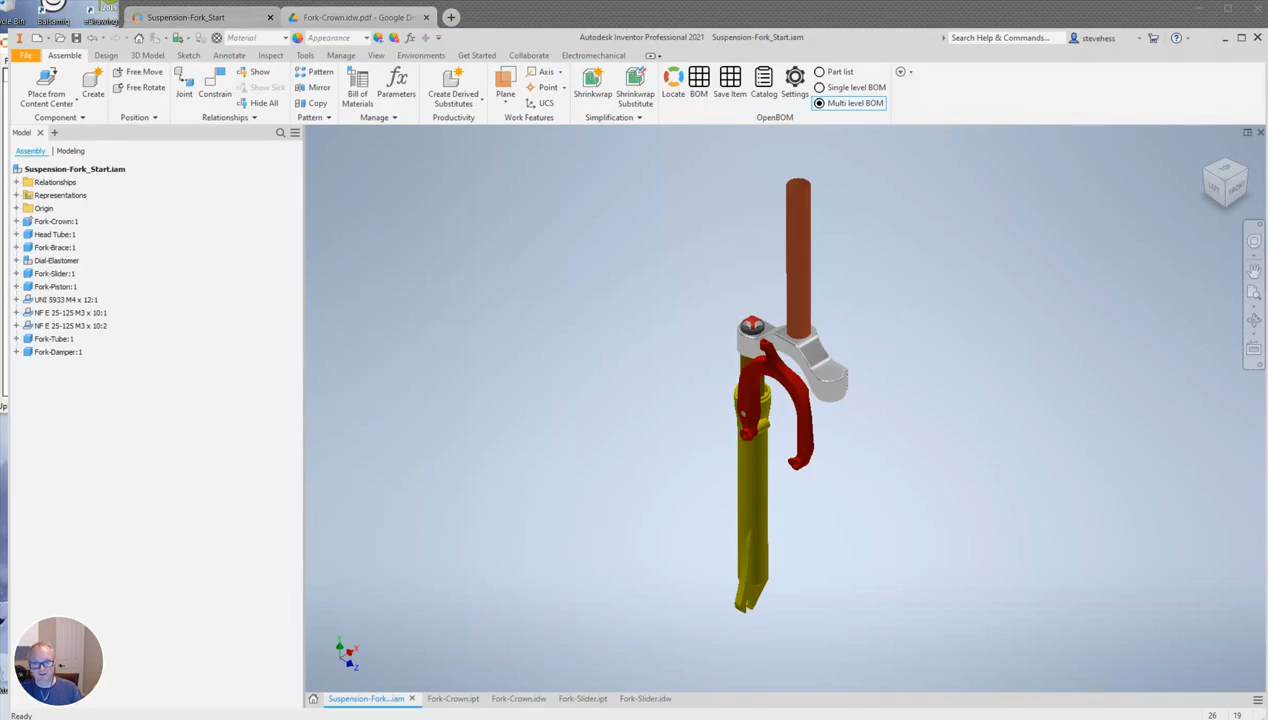 cle Bin
Balsamiq
eDrawings
Suspension-Fork_Start
Fork-Crown.idw.pdf - Google Dri
Material
Appearance
Autodesk Inventor Professional 2021 Suspension-Fork_Start.iam
Search Help & Commands...
stevehess
File Assemble Design 3D Model Sketch Annotate Inspect Tools Manage View Environments Get Started Collaborate Electromechanical
Place from Content Center
Create
Free Move
Free Rotate
Component
Joint
Constrain
Show
Show Sick
Hide All
Relationships
Pattern
Mirror
Copy
Pattern
Bill of Materials
Parameters
Manage
Create Derived Substitutes
Productivity
Plane
Axis
Point
UCS
Work Features
Shrinkwrap
Shrinkwrap Substitute
Simplification
Locate
BOM
Save Item
Catalog
Settings
Part list
Single level BOM
Multi level BOM
OpenBOM
Model
Assembly
Modeling
Suspension-Fork_Start.iam
Relationships
Representations
Origin
Fork-Crown:1
Head Tube:1
Fork-Brace:1
Dial-Elastomer
Fork-Slider:1
Fork-Piston:1
UNI 5933 M4 x 12:1
NF E 25-125 M3 x 10:1
NF E 25-125 M3 x 10:2
Fork-Tube:1
Fork-Damper:1
TOP
LEFT
FRONT
Y
X
Z
Suspension-Fork...iam
Fork-Crown.ipt
Fork-Crown.idw
Fork-Slider.ipt
Fork-Slider.idw
Ready
26 19